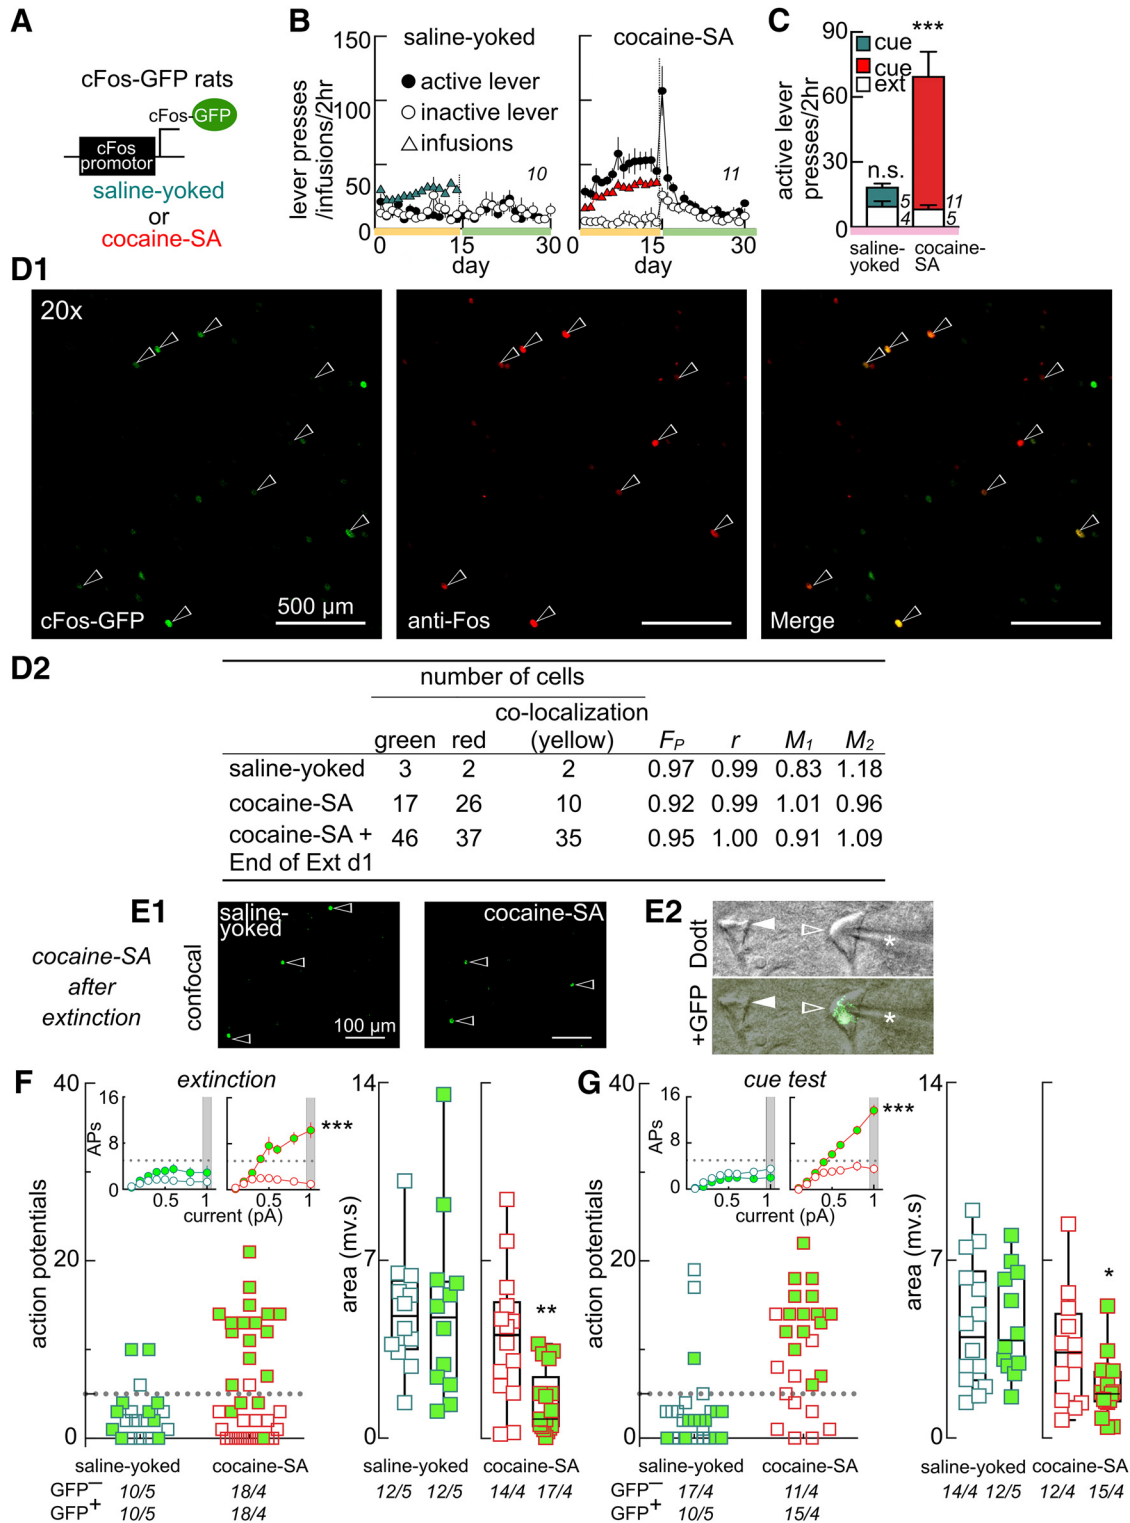 A
cFos-GFP rats
cFos-GFP
cFos
promotor
saline-yoked
or
cocaine-SA
B
saline-yoked
cocaine-SA
lever presses
/infusions/2hr
150
100
50
0
active lever
inactive lever
infusions
10
11
0 15 30
0 15 30
day
day
C
***
active lever
presses/2hr
90
60
30
0
cue
cue
ext
n.s.
5
4
11
5
saline-
yoked
cocaine-
SA
D1
20x
cFos-GFP
500 µm
anti-Fos
Merge
D2
number of cells
co-localization
green red (yellow) FP r M1 M2
saline-yoked 3 2 2 0.97 0.99 0.83 1.18
cocaine-SA 17 26 10 0.92 0.99 1.01 0.96
cocaine-SA + 46 37 35 0.95 1.00 0.91 1.09
End of Ext d1
E1
cocaine-SA
after
extinction
confocal
saline-
yoked
100 µm
cocaine-SA
E2
Dodt
*
+GFP
*
F
extinction
action potentials
40
20
0
APs
16
8
0
0.5 1
0.5 1
current (pA)
***
area (mv.s)
14
7
0
**
saline-yoked cocaine-SA
saline-yoked cocaine-SA
GFP− 10/5 18/4
GFP+ 10/5 18/4
12/5 12/5 14/4 17/4
G
cue test
action potentials
40
20
0
APs
16
8
0
0.5 1
0.5 1
current (pA)
***
area (mv.s)
14
7
0
*
saline-yoked cocaine-SA
saline-yoked cocaine-SA
GFP− 17/4 11/4
GFP+ 10/5 15/4
14/4 12/5 12/4 15/4